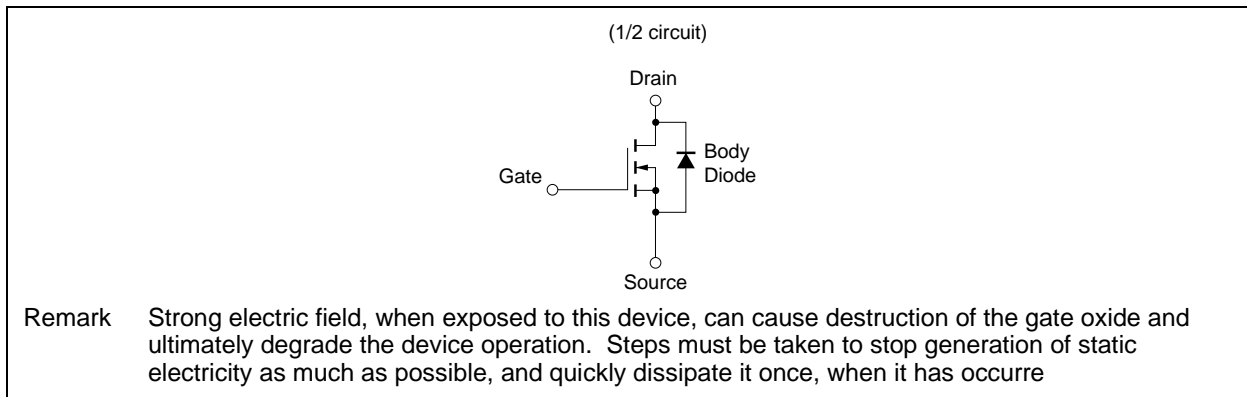 (1/2 circuit)
Drain
Body
Diode
Gate
Source
Remark Strong electric field, when exposed to this device, can cause destruction of the gate oxide and
ultimately degrade the device operation. Steps must be taken to stop generation of static
electricity as much as possible, and quickly dissipate it once, when it has occurre